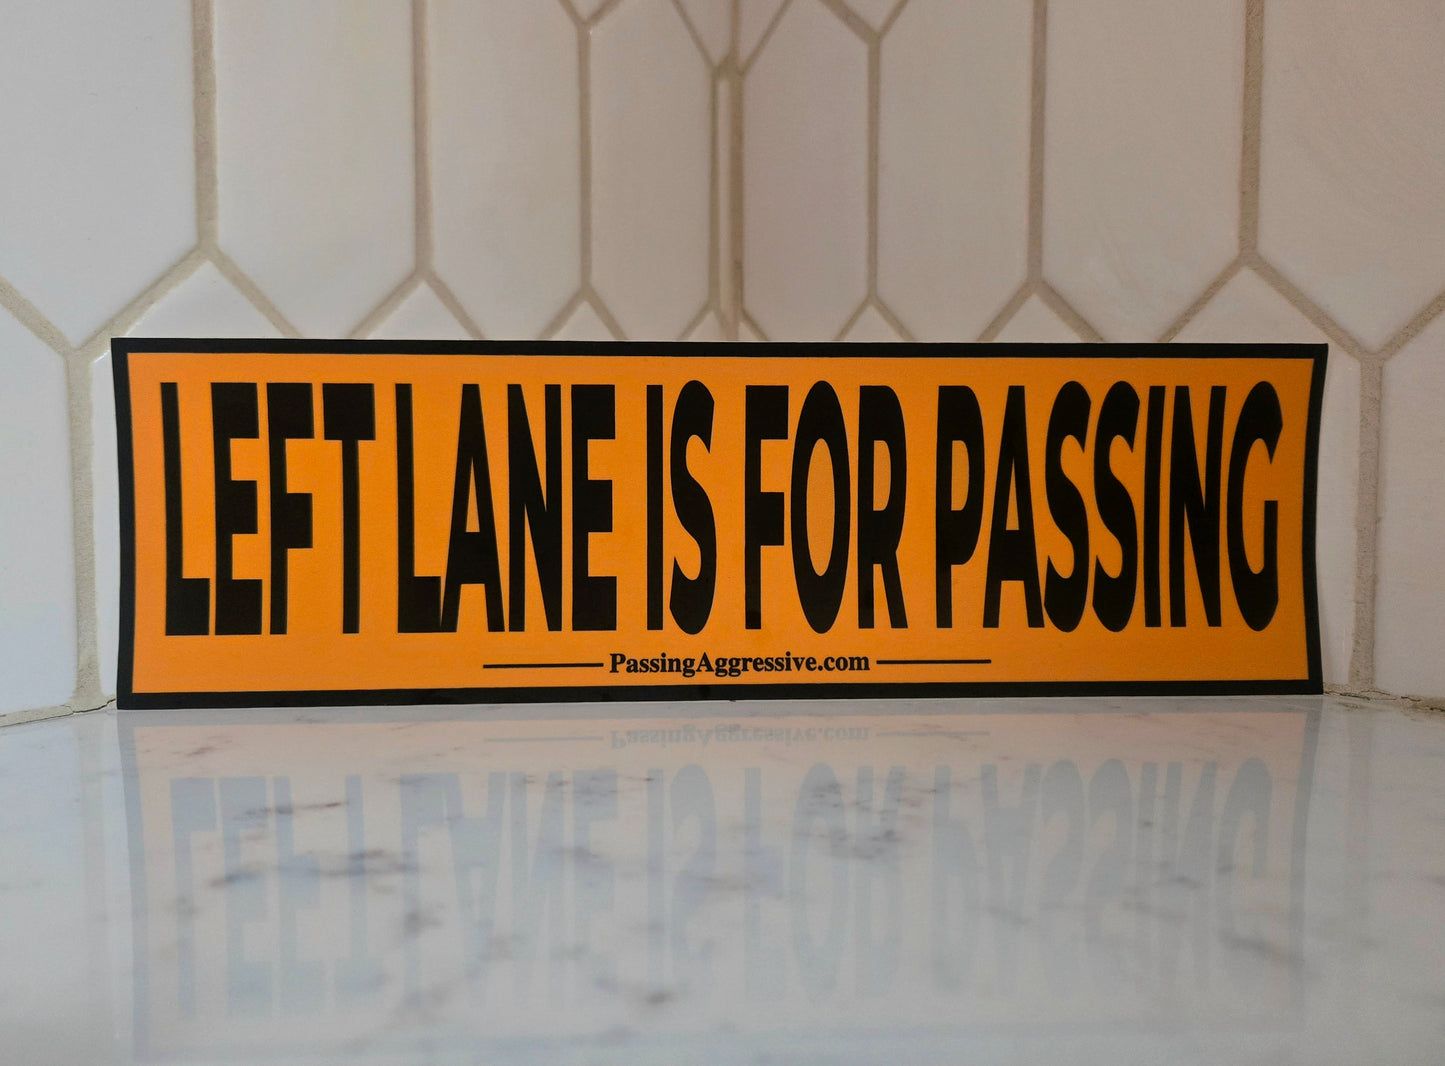 LEFT LANE IS FOR PASSING
PassingAggressive.com